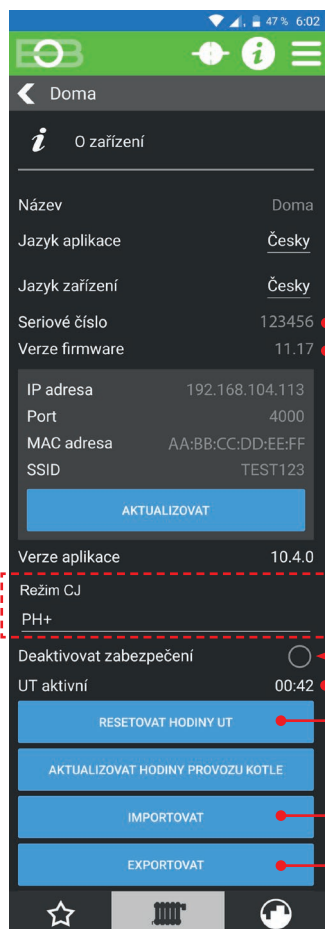 47 % 6:02
EOB
Doma
i O zařízení
Název Doma
Jazyk aplikace Česky
Jazyk zařízení Česky
Seriové číslo 123456
Verze firmware 11.17
IP adresa 192.168.104.113
Port 4000
MAC adresa AA:BB:CC:DD:EE:FF
SSID TEST123
AKTUALIZOVAT
Verze aplikace 10.4.0
Režim CJ
PH+
Deaktivovat zabezpečení
UT aktivní 00:42
RESETOVAT HODINY UT
AKTUALIZOVAT HODINY PROVOZU KOTLE
IMPORTOVAT
EXPORTOVAT